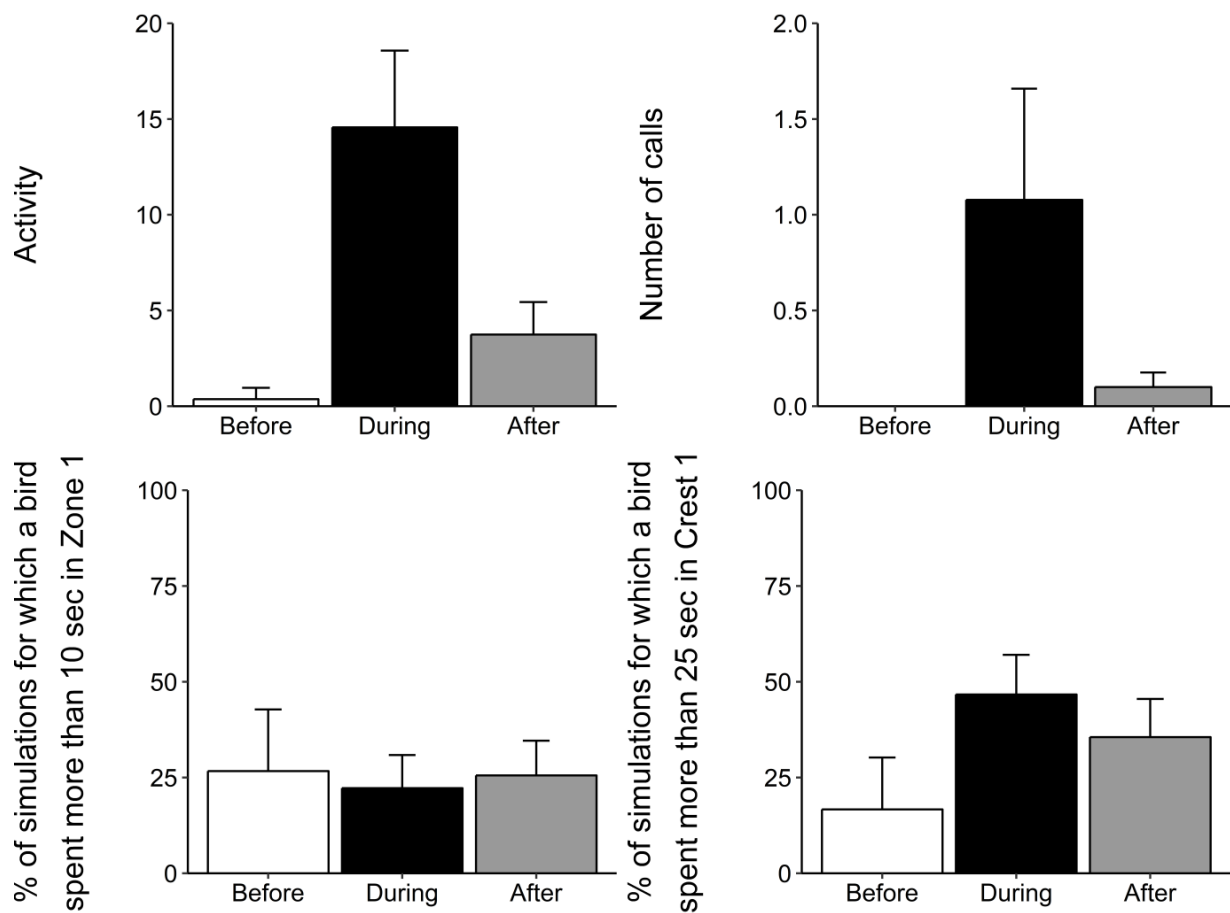 Activity
20
15
10
5
0
Before During After
Number of calls
2.0
1.5
1.0
0.5
0.0
Before During After
% of simulations for which a bird
spent more than 10 sec in Zone 1
100
75
50
25
0
Before During After
% of simulations for which a bird
spent more than 25 sec in Crest 1
100
75
50
25
0
Before During After